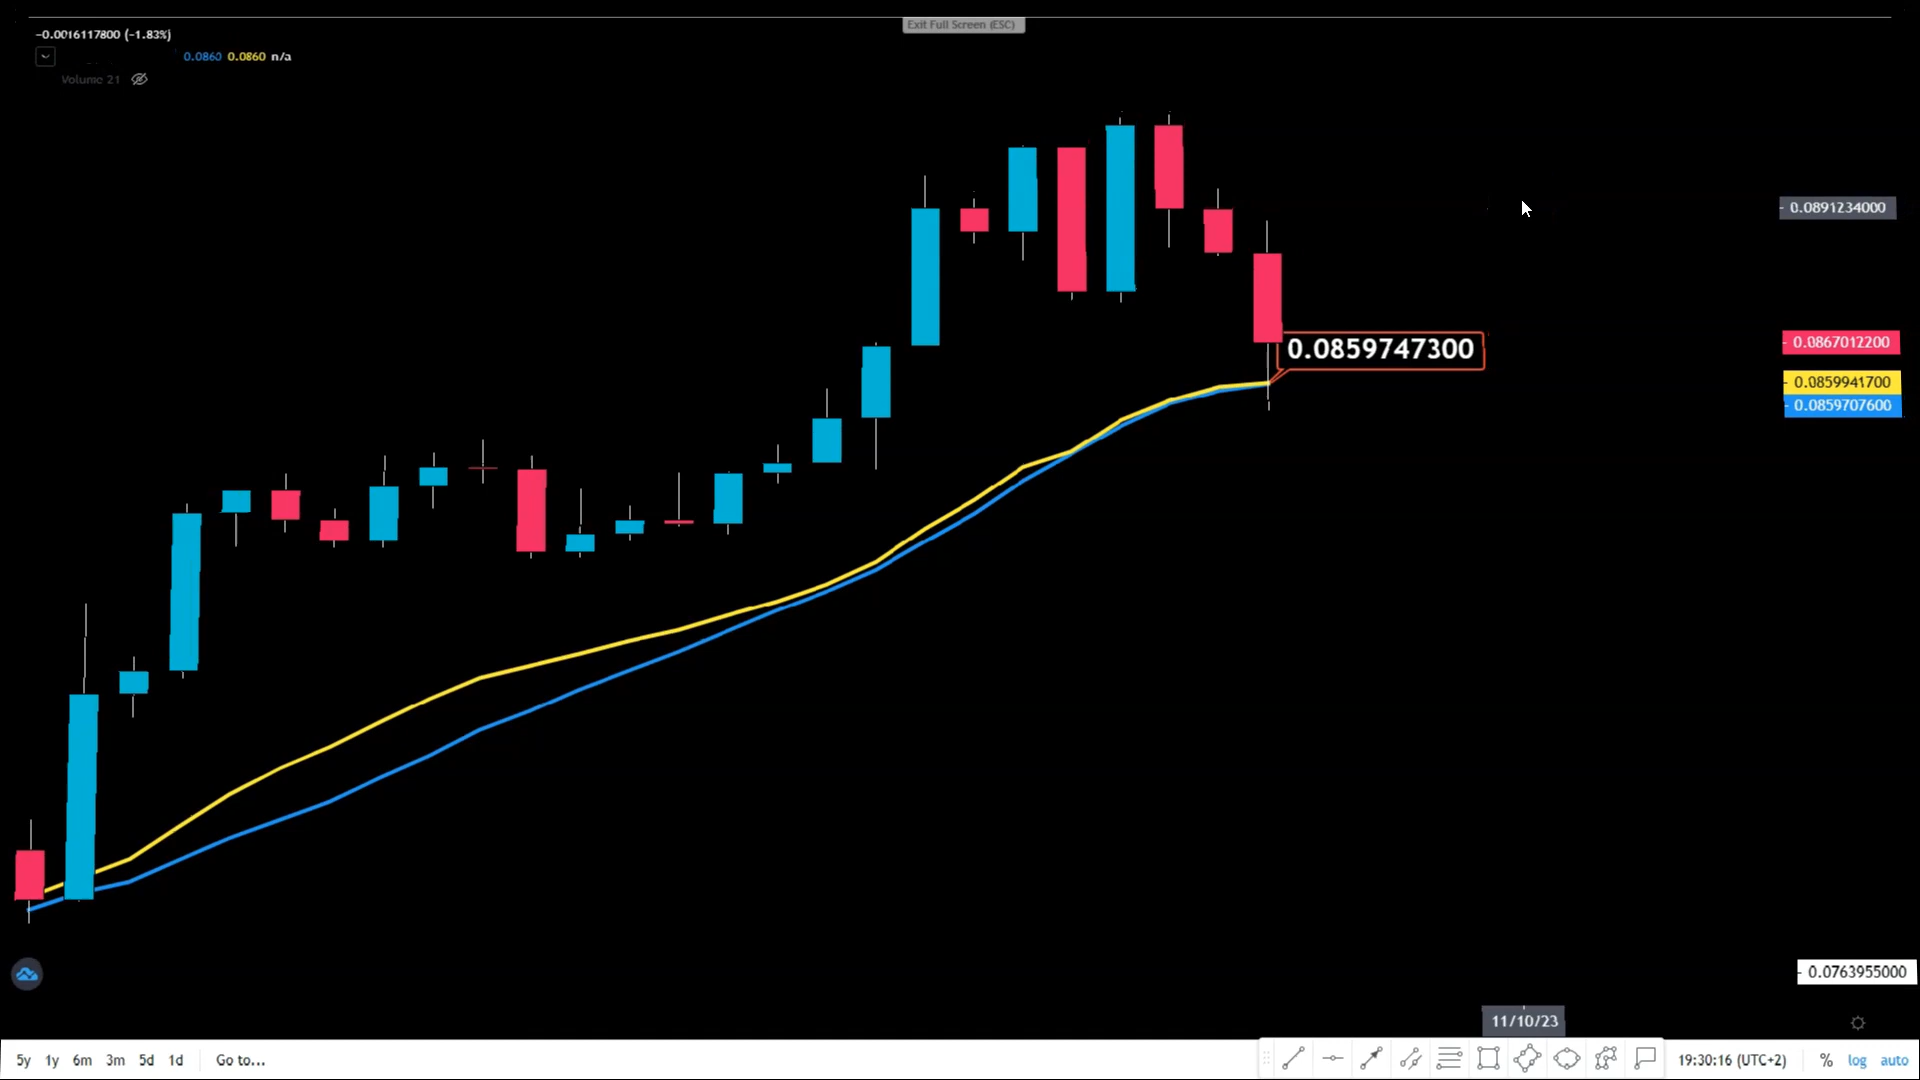 Exit Full Screen (ESC)
−0.0016117800 (−1.83%)
0.0860 0.0860 n/a
Volume 21
0.0891234000
0.0859747300
0.0867012200
0.0859941700
0.0859707600
0.0763955000
11/10/23
5y 1y 6m 3m 5d 1d Go to... 19:30:16 (UTC+2) % log auto